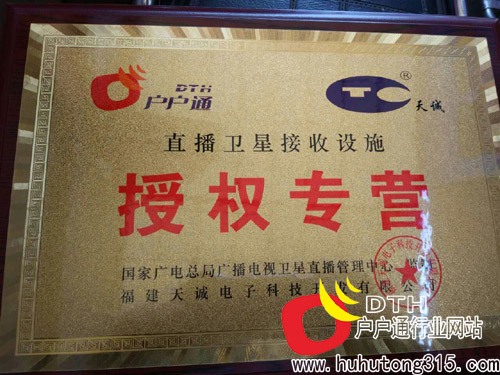 DTH
户户通
TC®
天诚
直播卫星接收设施
授权专营
国家广电总局广播电视卫星直播管理中心 监
福建天诚电子科技开发有限公司
DTH
户户通行业网站
www.huhutong315.com